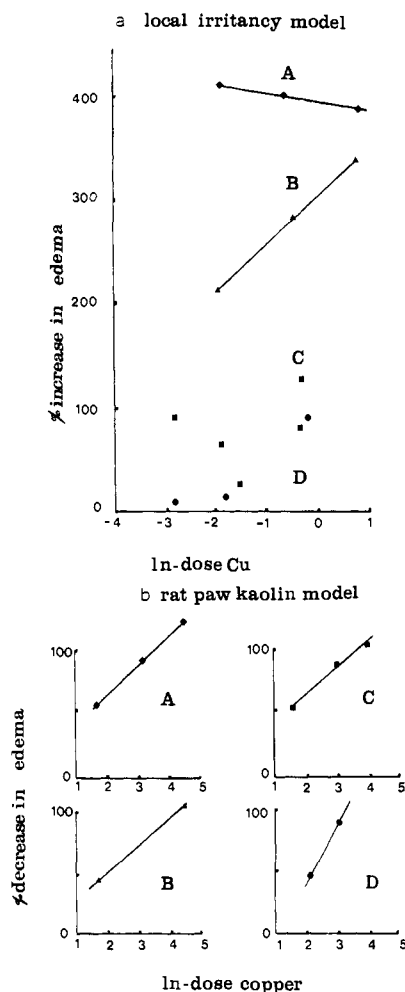 a local irritancy model
A
400
B
300
% increase in edema
200
C
100
D
0
-4 -3 -2 -1 0 1
ln-dose Cu
b rat paw kaolin model
100 100
A C
0 0
1 2 3 4 5 1 2 3 4 5
% decrease in edema
100 100
B D
0 0
1 2 3 4 5 1 2 3 4 5
ln-dose copper